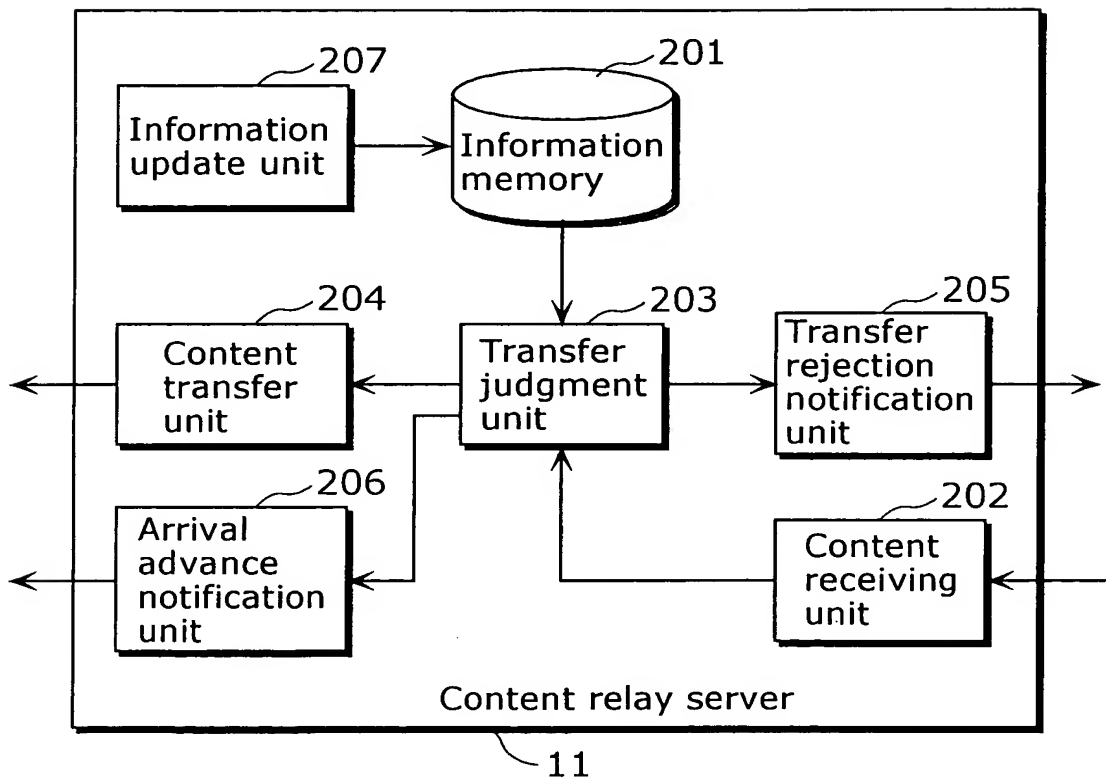 207
201
Information
update unit
Information
memory
204
203
205
Content
transfer
unit
Transfer
judgment
unit
Transfer
rejection
notification
unit
206
202
Arrival
advance
notification
unit
Content
receiving
unit
Content relay server
11